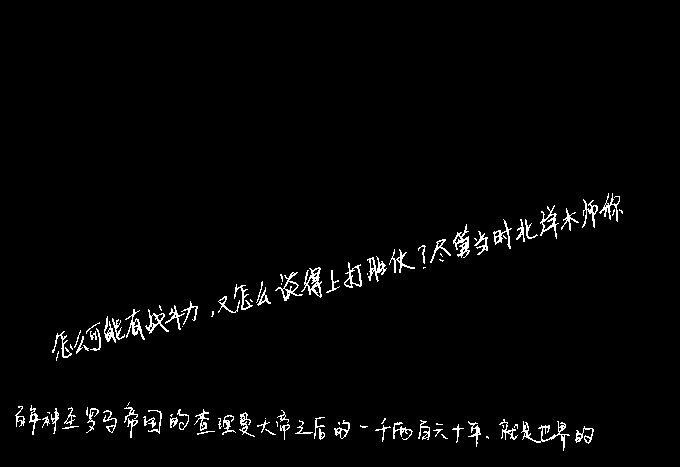 怎么可能有战斗力，又怎么谈得上打胜仗？尽管当时北洋水师称
年神圣罗马帝国的查理曼大帝之后的一千两百六十年、就是世界的